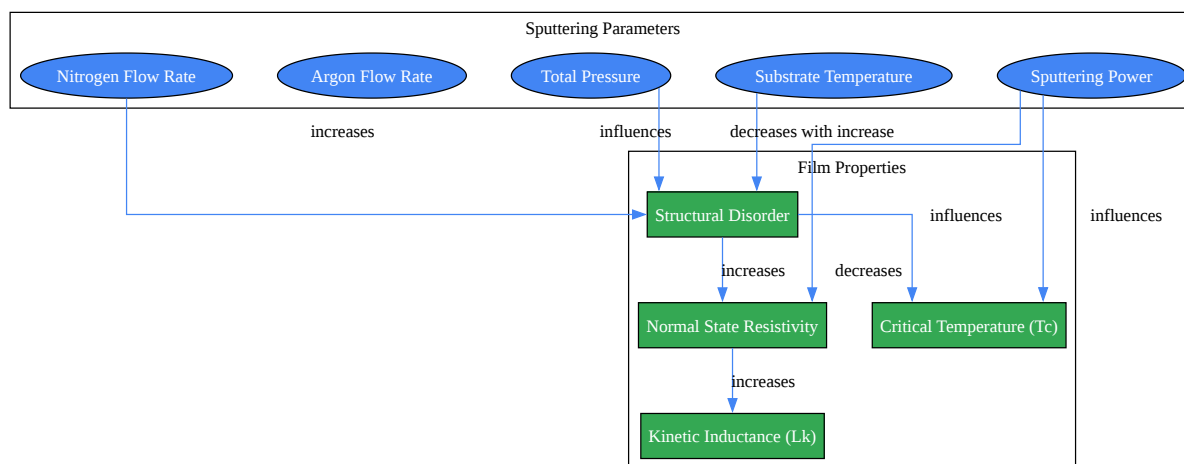 Sputtering Parameters
Nitrogen Flow Rate
Argon Flow Rate
Total Pressure
Substrate Temperature
Sputtering Power
increases
influences
decreases with increase
Film Properties
Structural Disorder
influences
influences
increases
decreases
Normal State Resistivity
Critical Temperature (Tc)
increases
Kinetic Inductance (Lk)